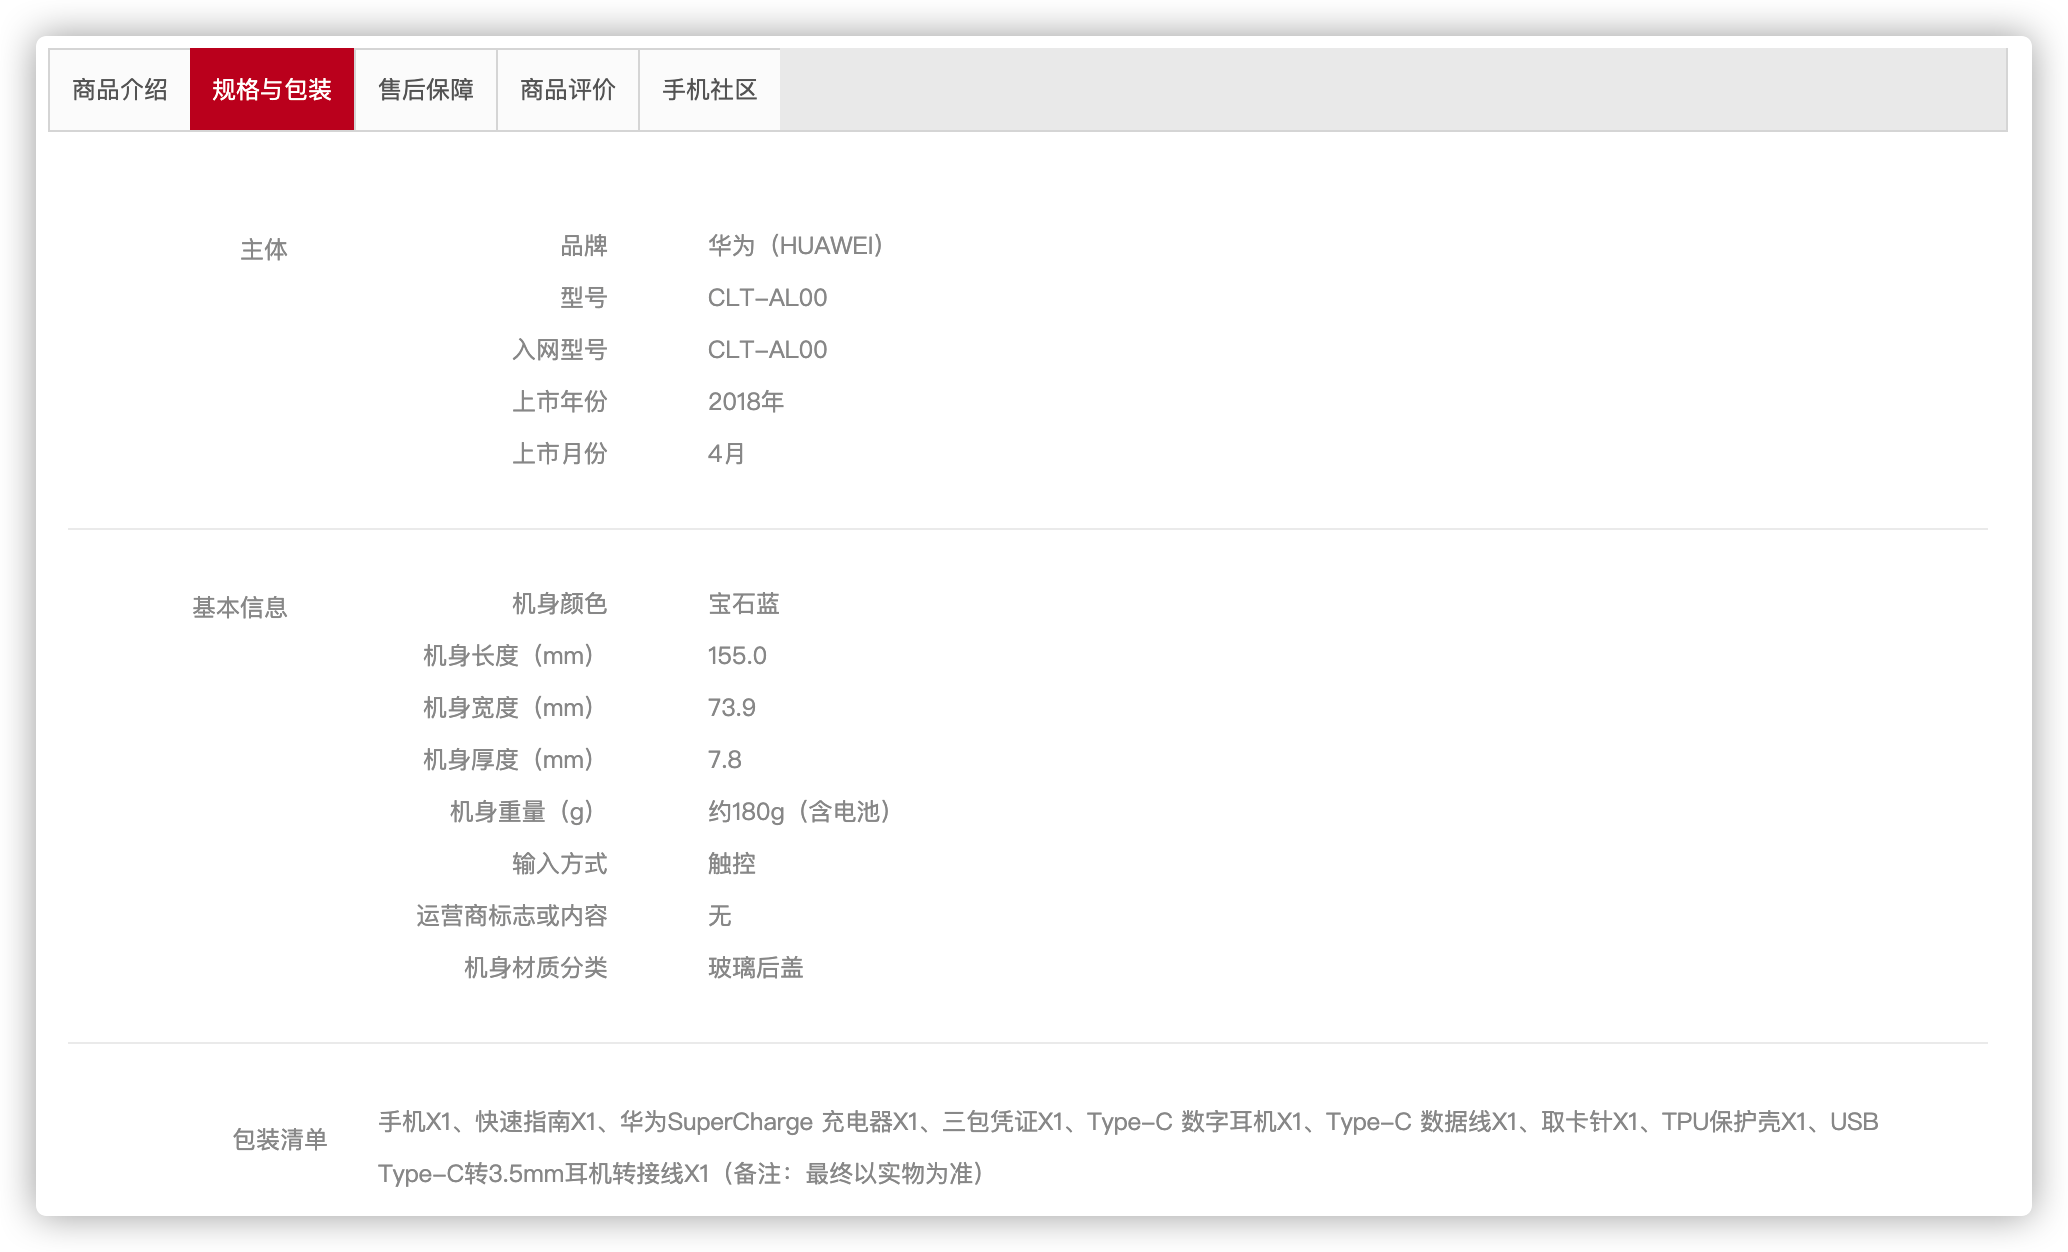 商品介绍 规格与包装 售后保障 商品评价 手机社区
主体 品牌 华为（HUAWEI）
型号 CLT-AL00
入网型号 CLT-AL00
上市年份 2018年
上市月份 4月
基本信息 机身颜色 宝石蓝
机身长度（mm） 155.0
机身宽度（mm） 73.9
机身厚度（mm） 7.8
机身重量（g） 约180g（含电池）
输入方式 触控
运营商标志或内容 无
机身材质分类 玻璃后盖
包装清单 手机X1、快速指南X1、华为SuperCharge 充电器X1、三包凭证X1、Type-C 数字耳机X1、Type-C 数据线X1、取卡针X1、TPU保护壳X1、USB
Type-C转3.5mm耳机转接线X1（备注：最终以实物为准）